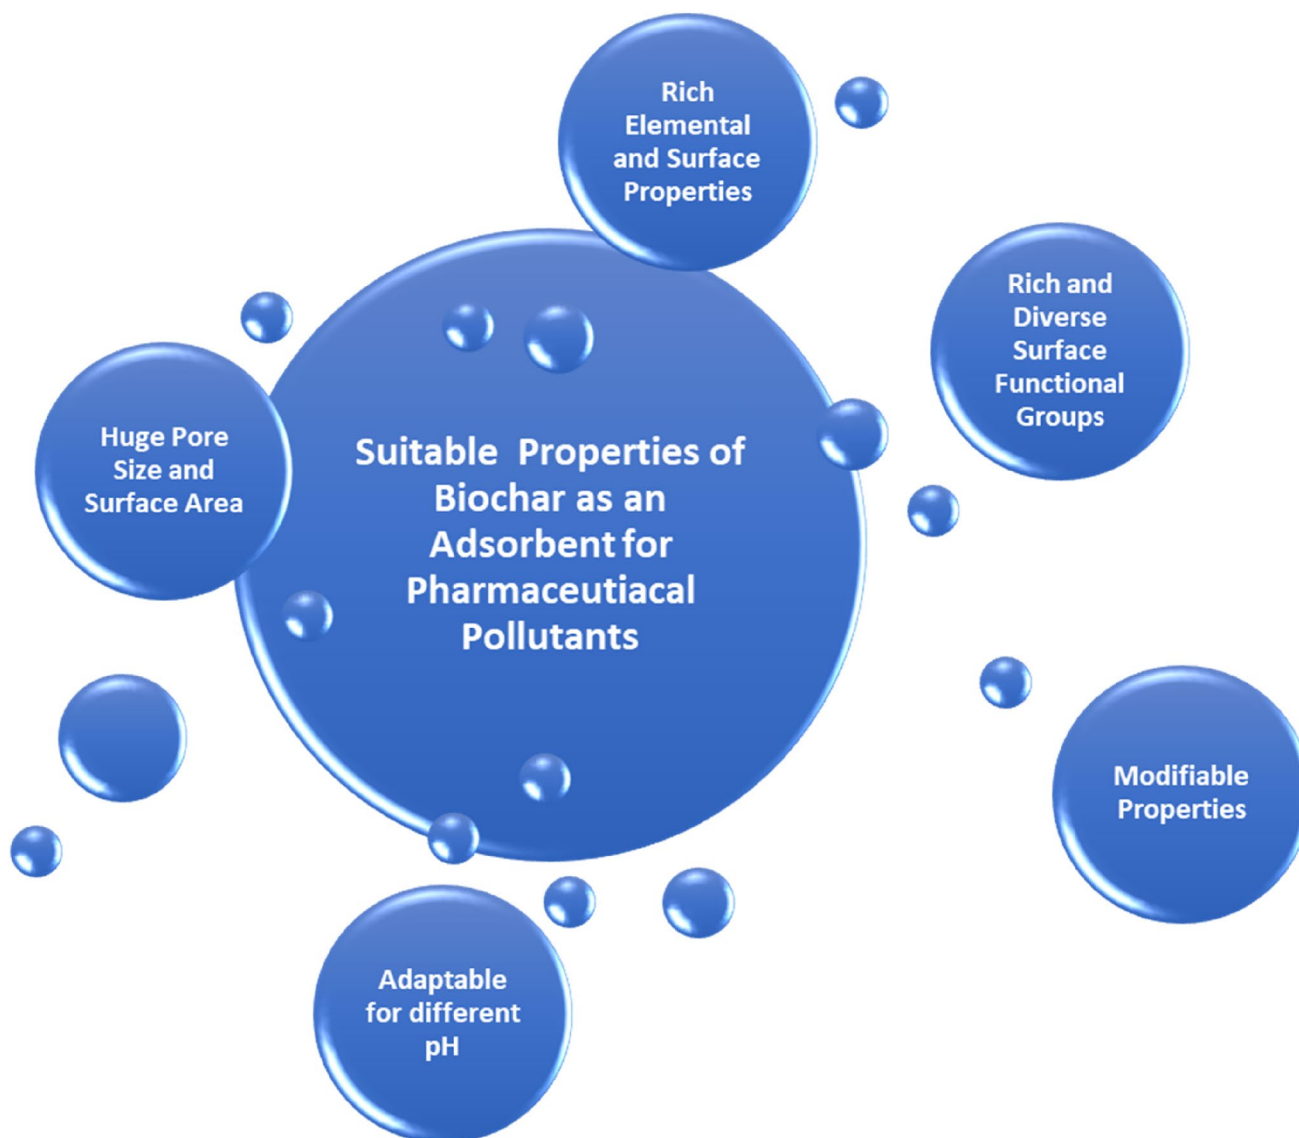 Rich
Elemental
and Surface
Properties
Rich and
Diverse
Surface
Functional
Groups
Huge Pore
Size and
Surface Area
Suitable Properties of
Biochar as an
Adsorbent for
Pharmaceutiacal
Pollutants
Modifiable
Properties
Adaptable
for different
pH